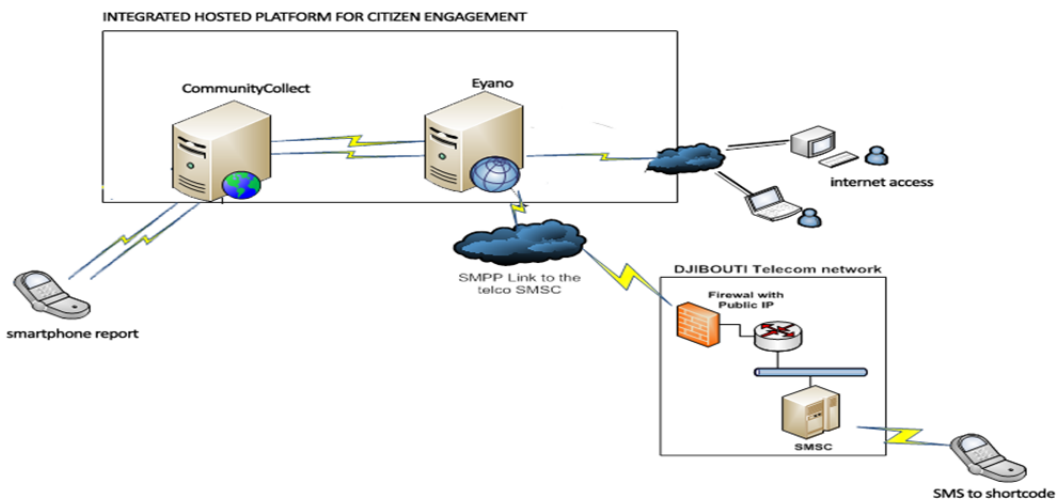 INTEGRATED HOSTED PLATFORM FOR CITIZEN ENGAGEMENT
CommunityCollect
Eyano
internet access
SMPP Link to the
telco SMSC
DJIBOUTI Telecom network
Firewal with
Public IP
smartphone report
SMSC
SMS to shortcode